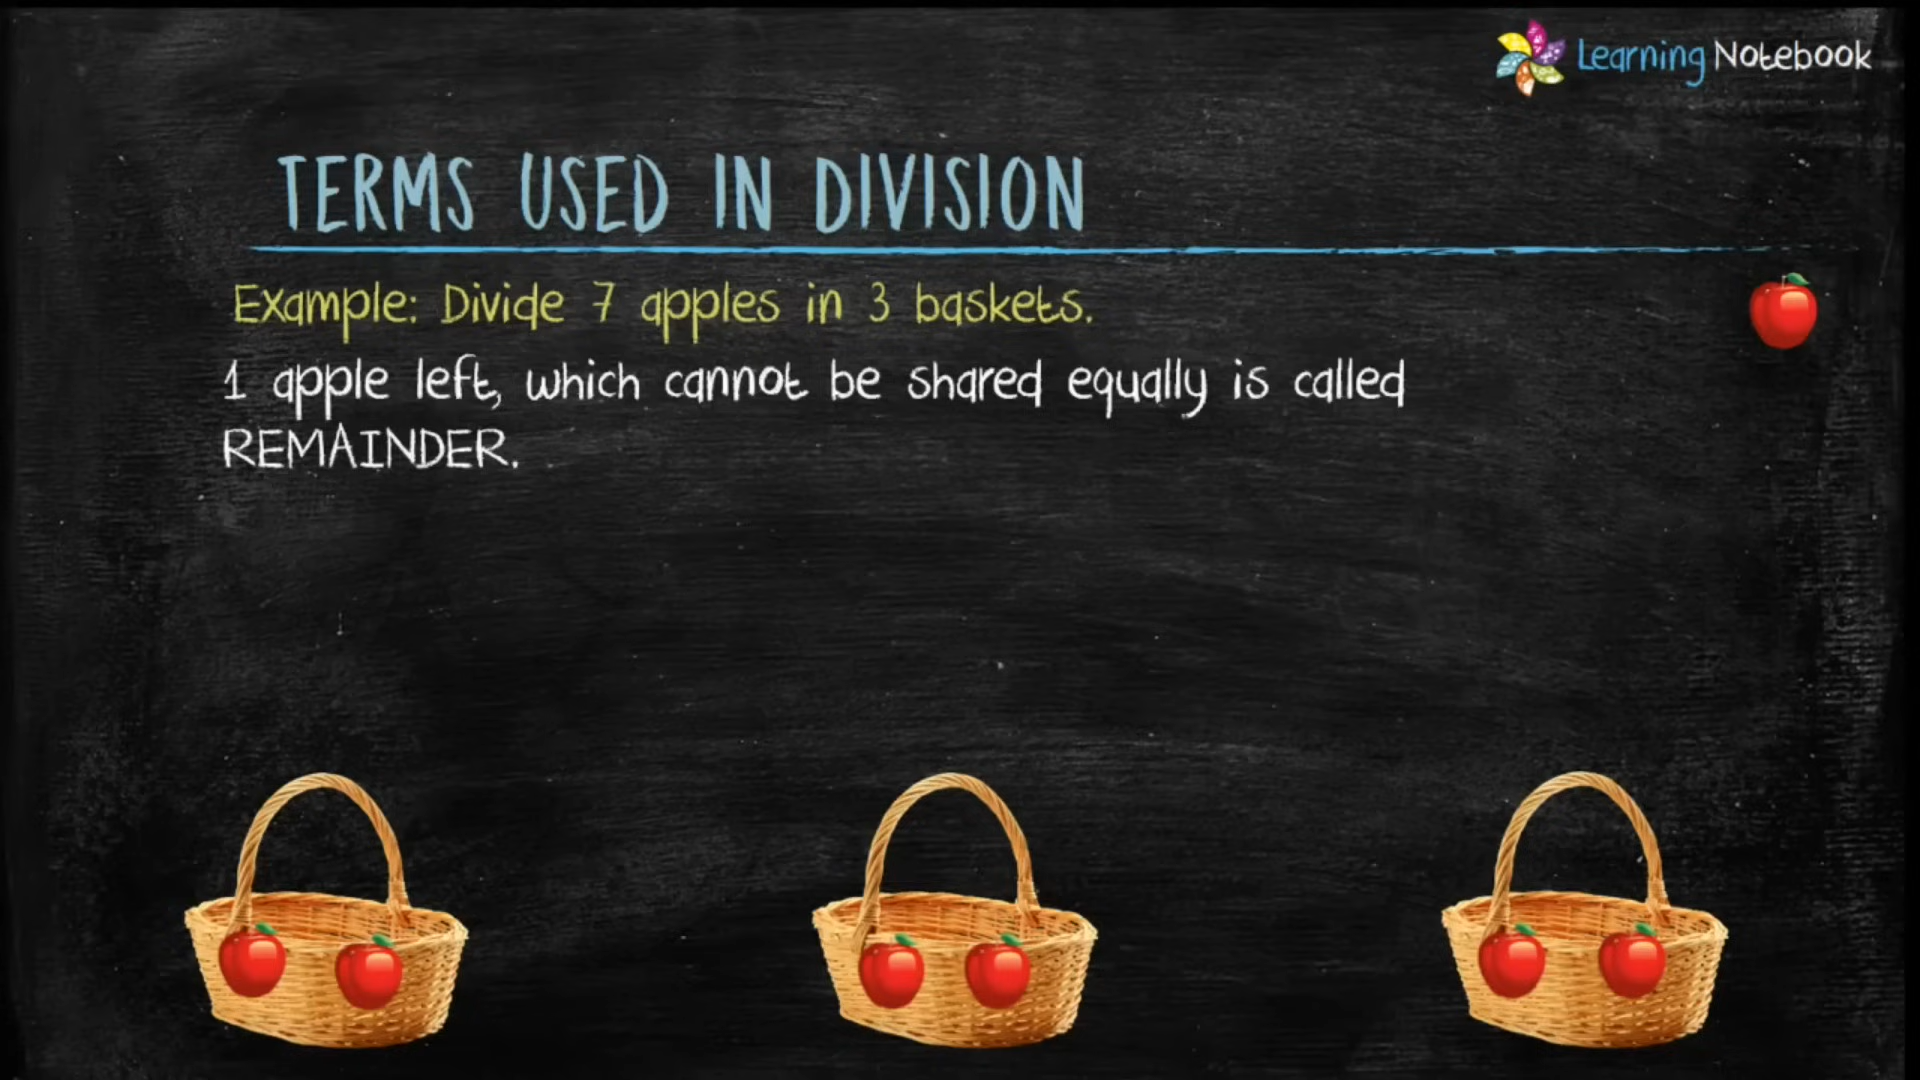 Learning Notebook
TERMS USED IN DIVISION
Example: Divide 7 apples in 3 baskets.
1 apple left, which cannot be shared equally is called
REMAINDER.